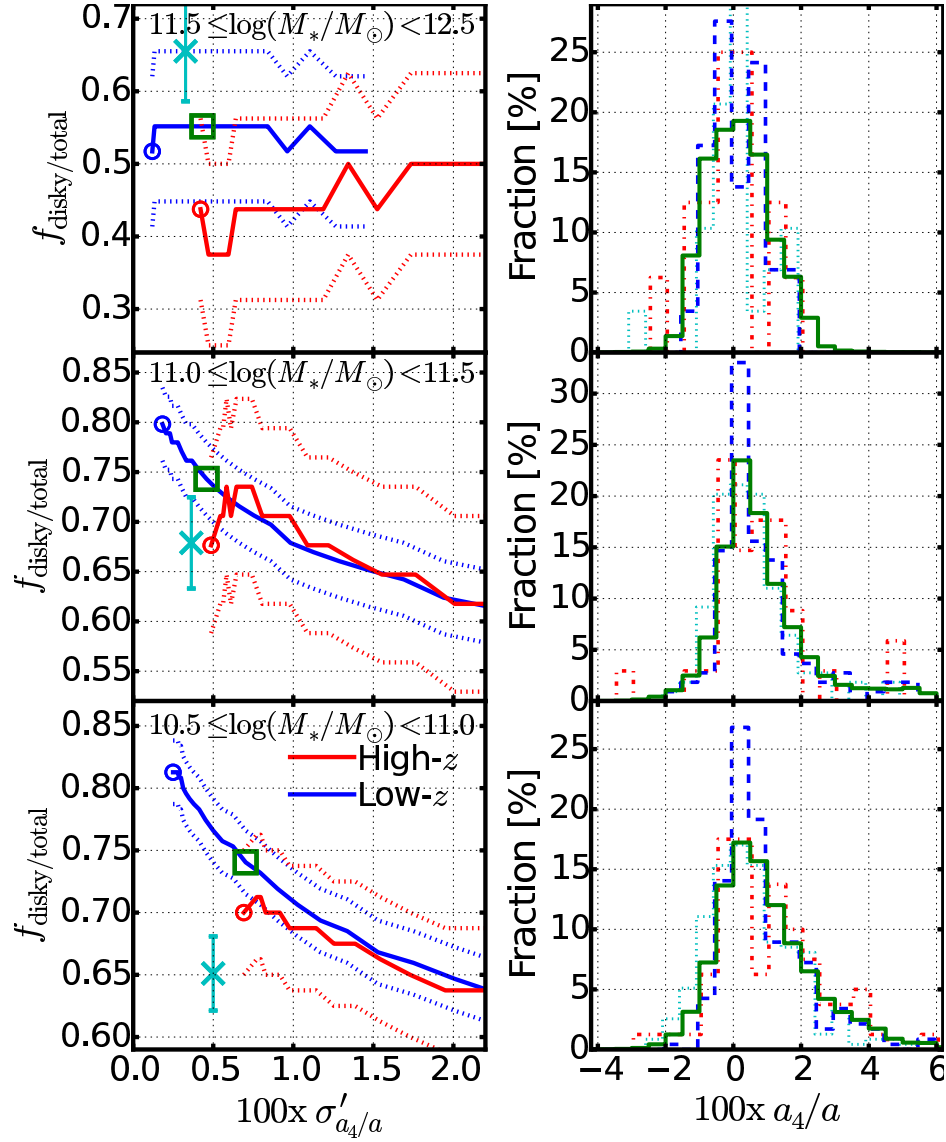 11.5 ≤log(M*/M⊙)<12.5
0.7
0.6
0.5
0.4
0.3
f disky/total
25
20
15
10
5
0
Fraction [%]
11.0 ≤log(M*/M⊙)<11.5
0.85
0.80
0.75
0.70
0.65
0.60
0.55
f disky/total
30
25
20
15
10
5
0
Fraction [%]
10.5 ≤log(M*/M⊙)<11.0
High-z
Low-z
0.85
0.80
0.75
0.70
0.65
0.60
f disky/total
25
20
15
10
5
0
Fraction [%]
0.0 0.5 1.0 1.5 2.0
100x σ′a4/a
−4 −2 0 2 4 6
100x a4/a